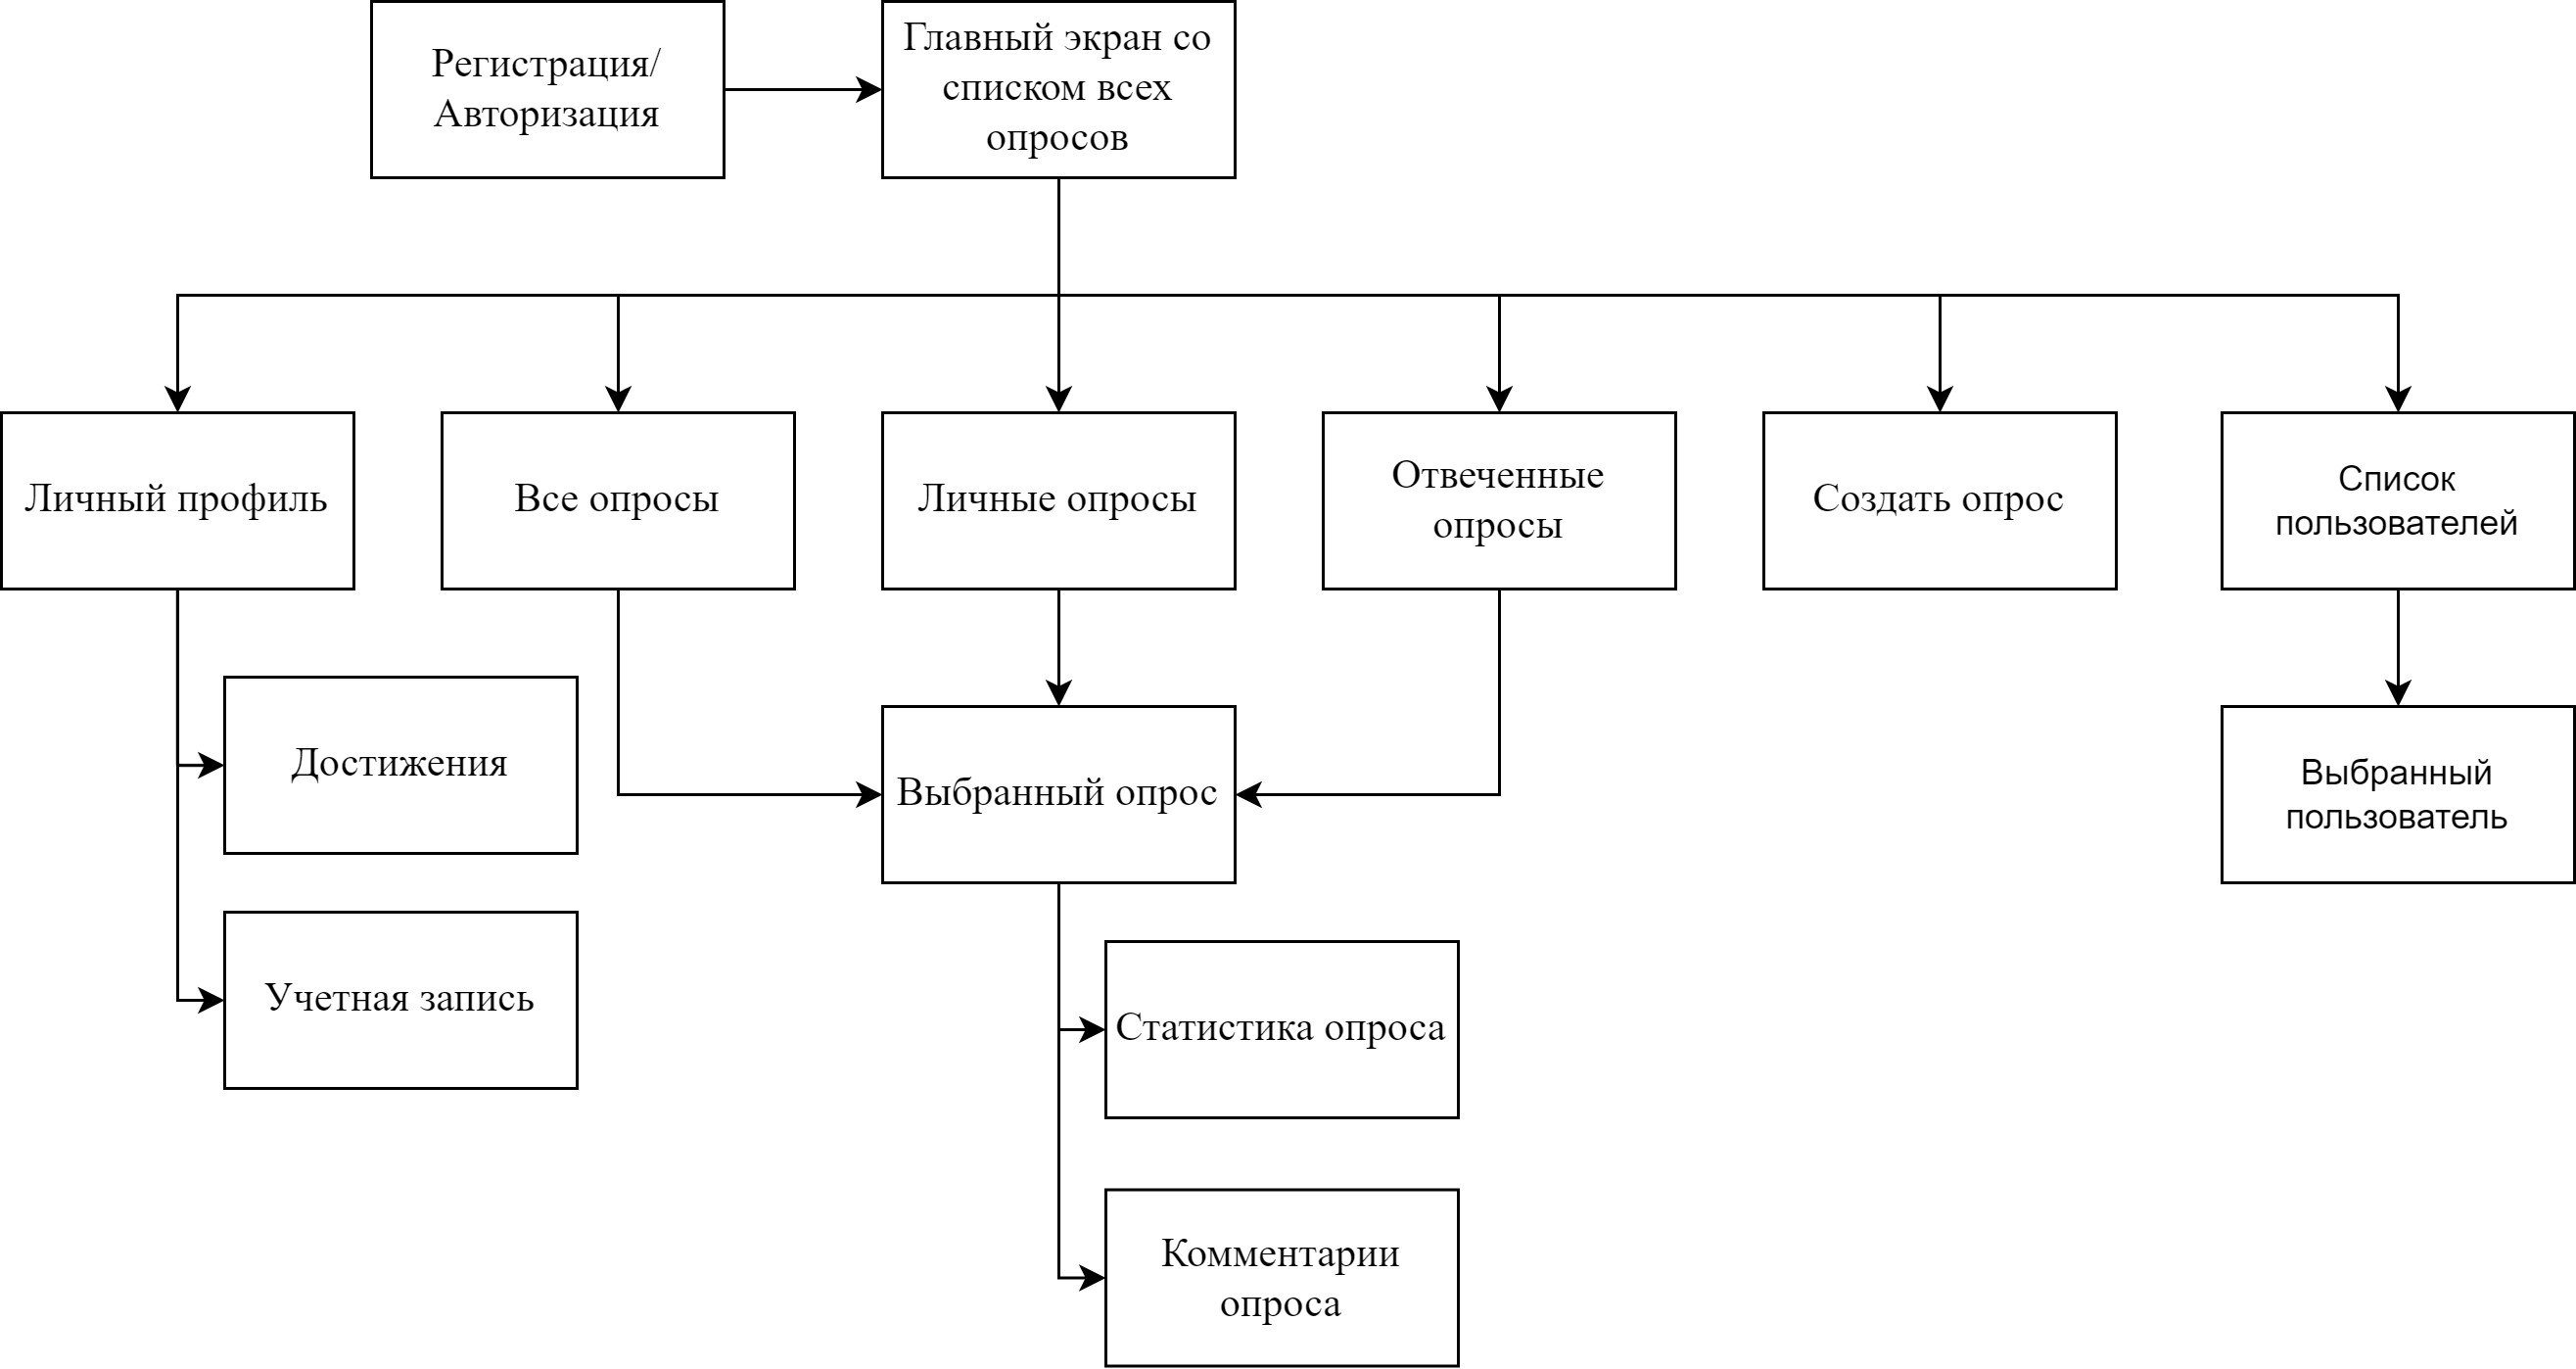 Регистрация/
Авторизация
Главный экран со
списком всех
опросов
Личный профиль
Все опросы
Личные опросы
Отвеченные
опросы
Создать опрос
Список
пользователей
Достижения
Выбранный опрос
Выбранный
пользователь
Учетная запись
Статистика опроса
Комментарии
опроса